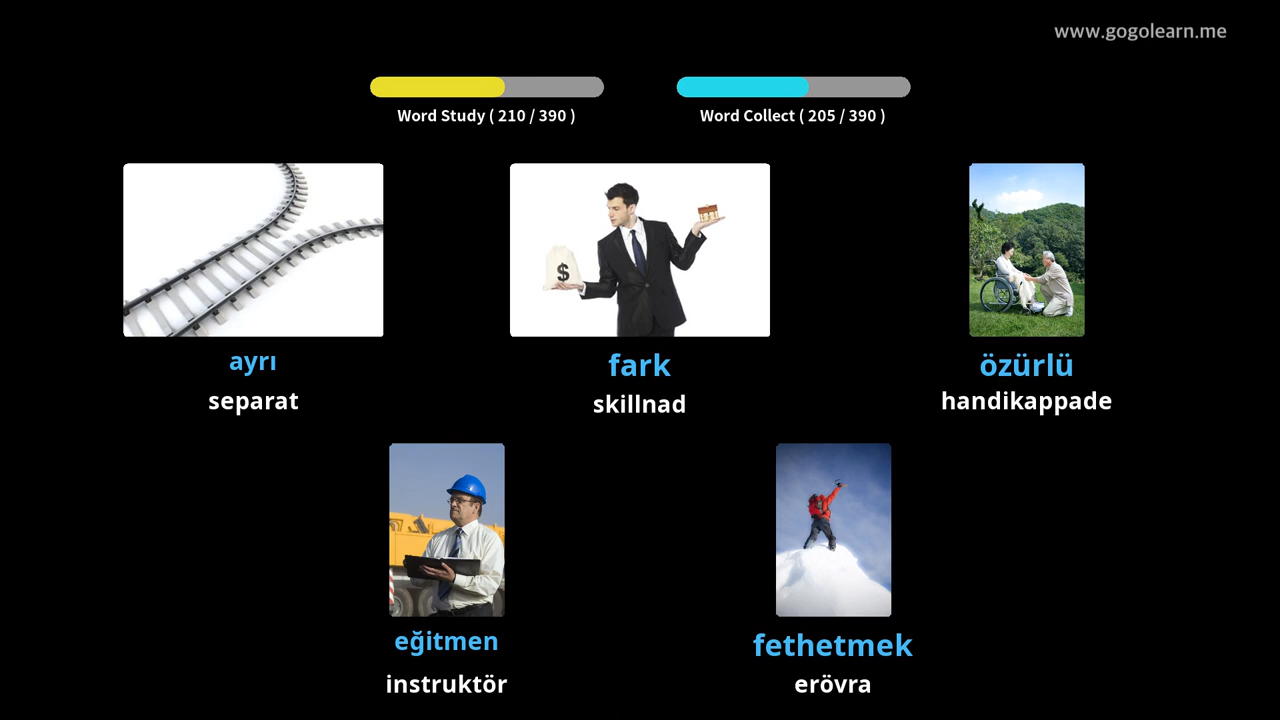 www.gogolearn.me
Word Study ( 210 / 390 )
Word Collect ( 205 / 390 )
ayrı
separat
fark
skillnad
özürlü
handikappade
eğitmen
instruktör
fethetmek
erövra
$